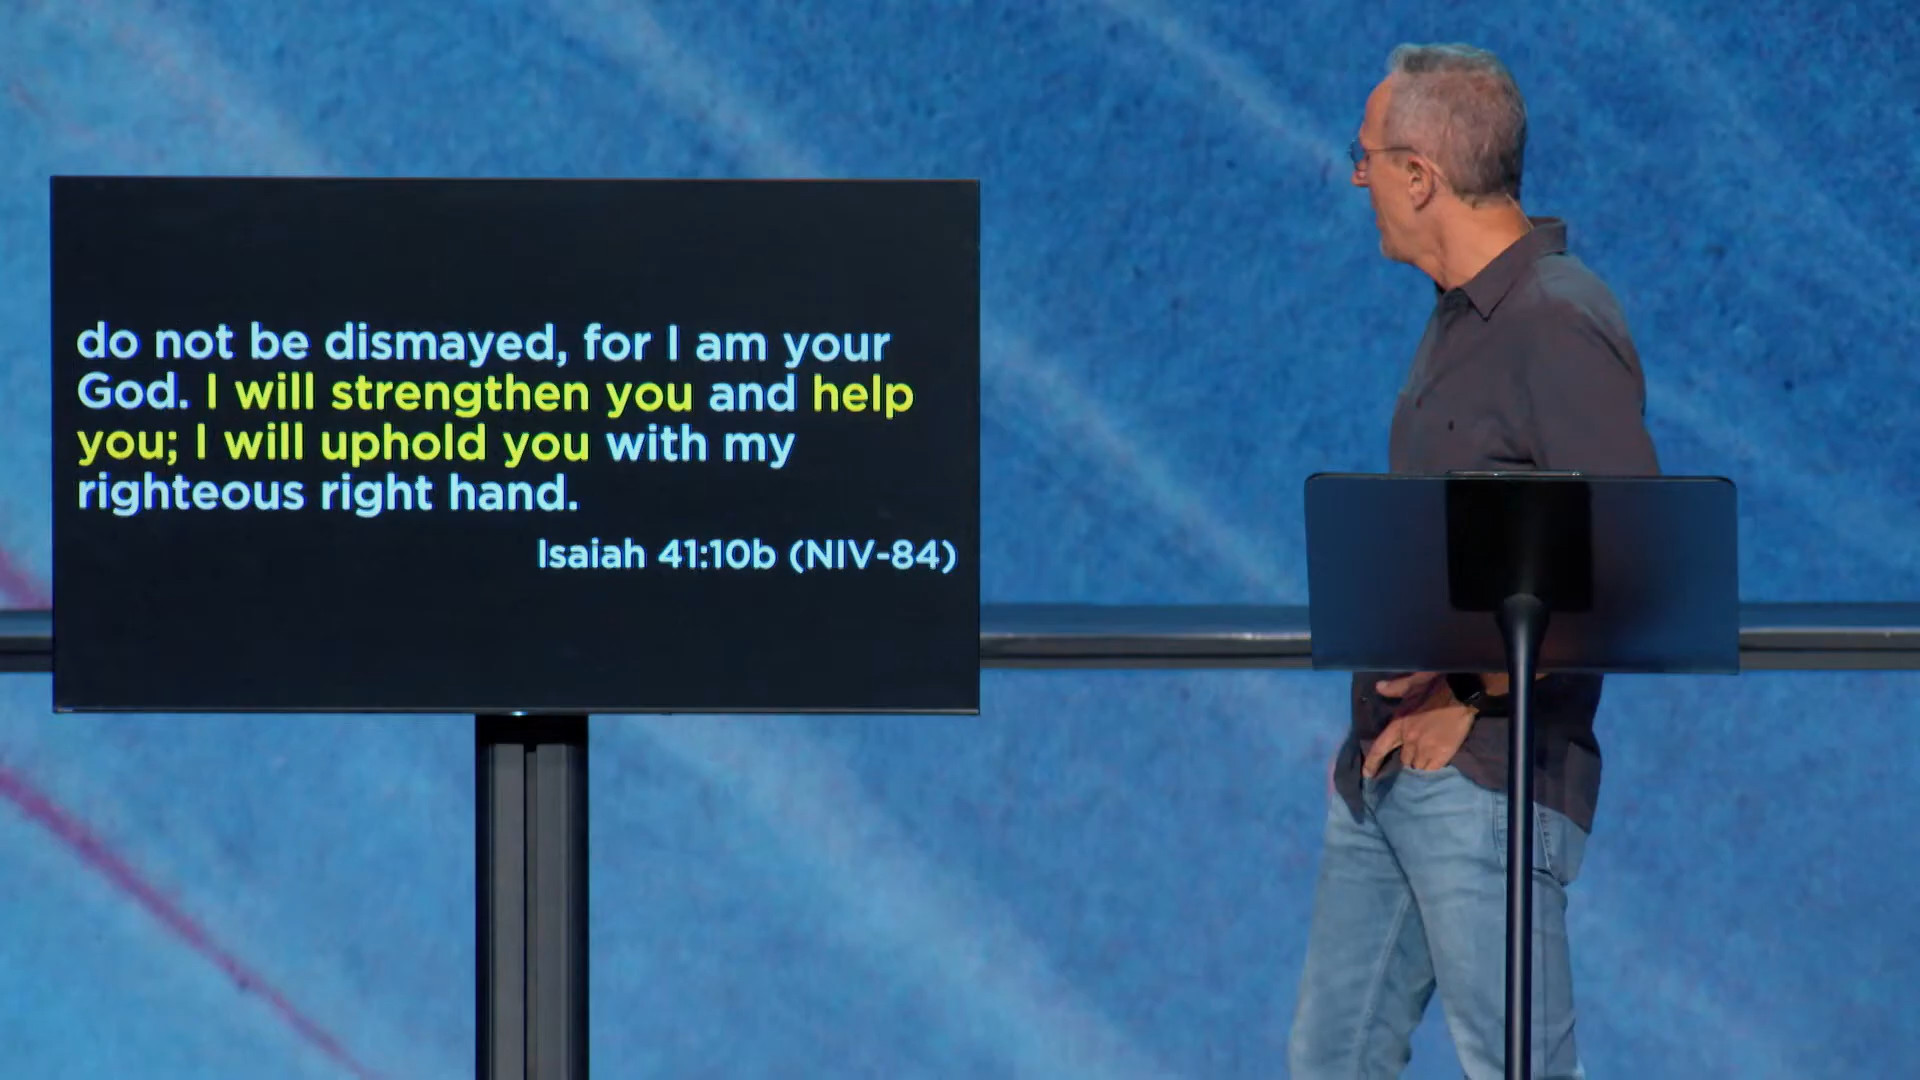 do not be dismayed, for I am your
God. I will strengthen you and help
you; I will uphold you with my
righteous right hand.
Isaiah 41:10b (NIV-84)